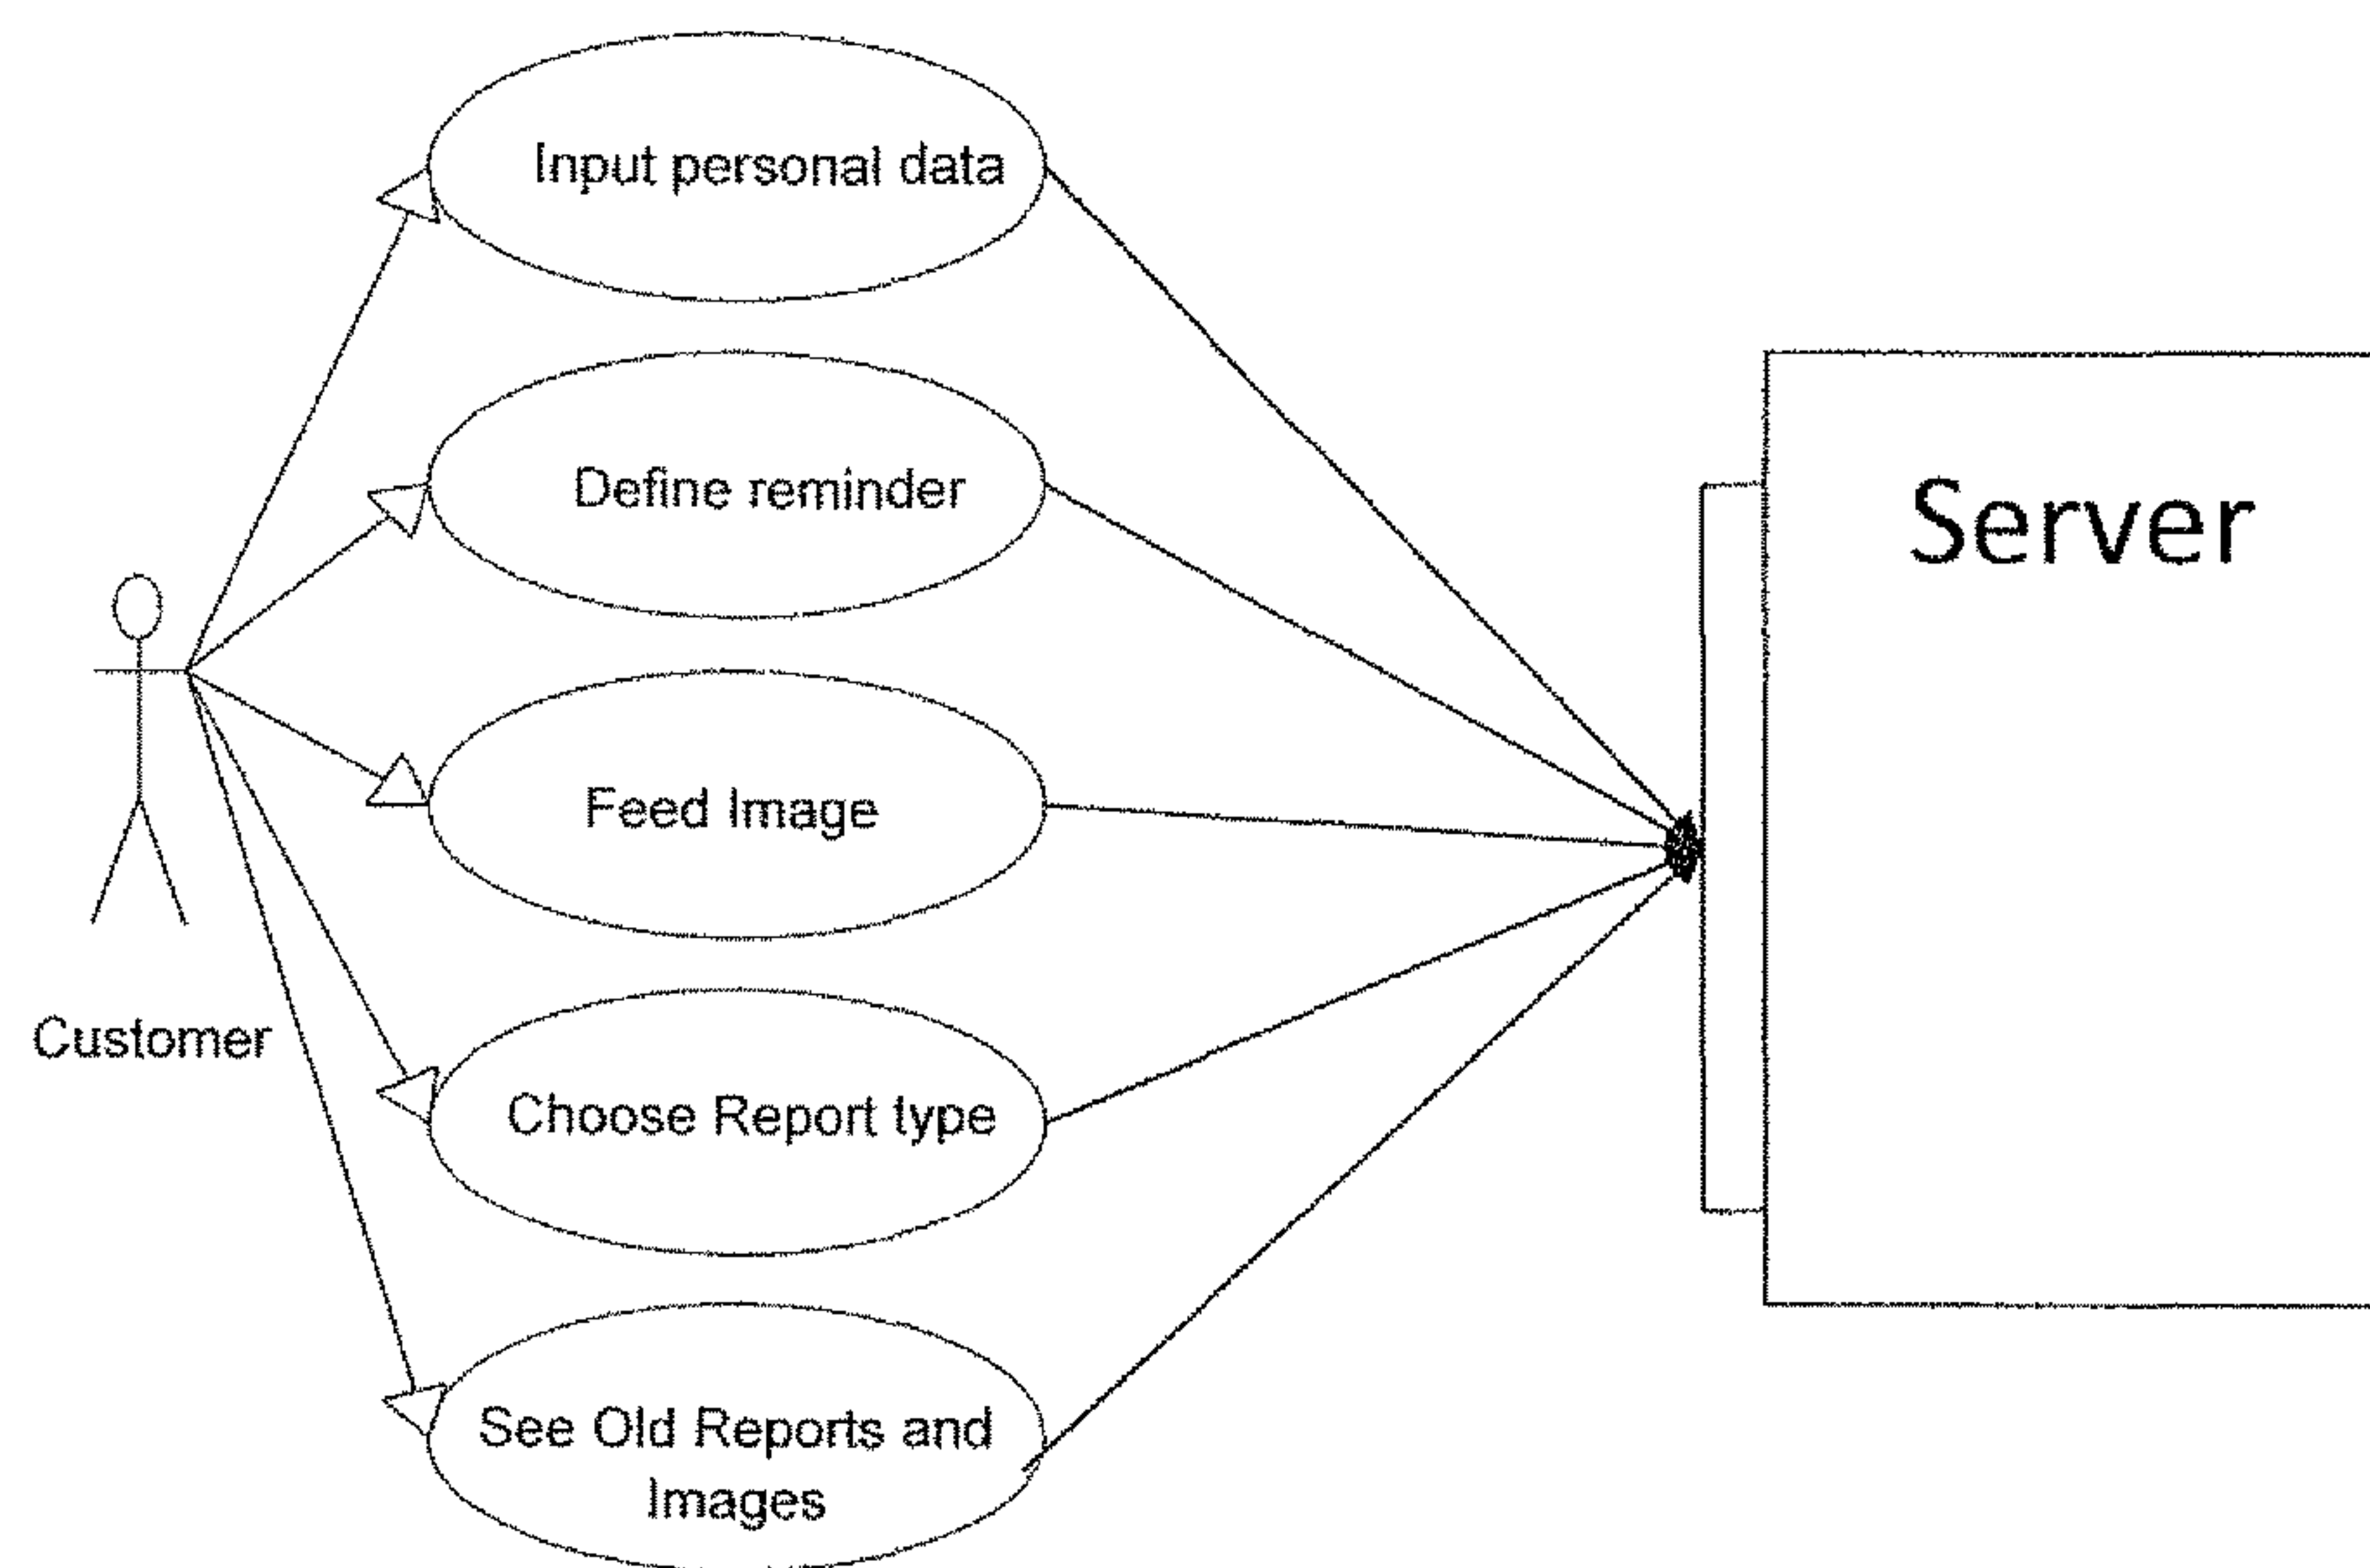 Input personal data
Define reminder
Server
Feed Image
Customer
Choose Report type
See Old Reports and
Images